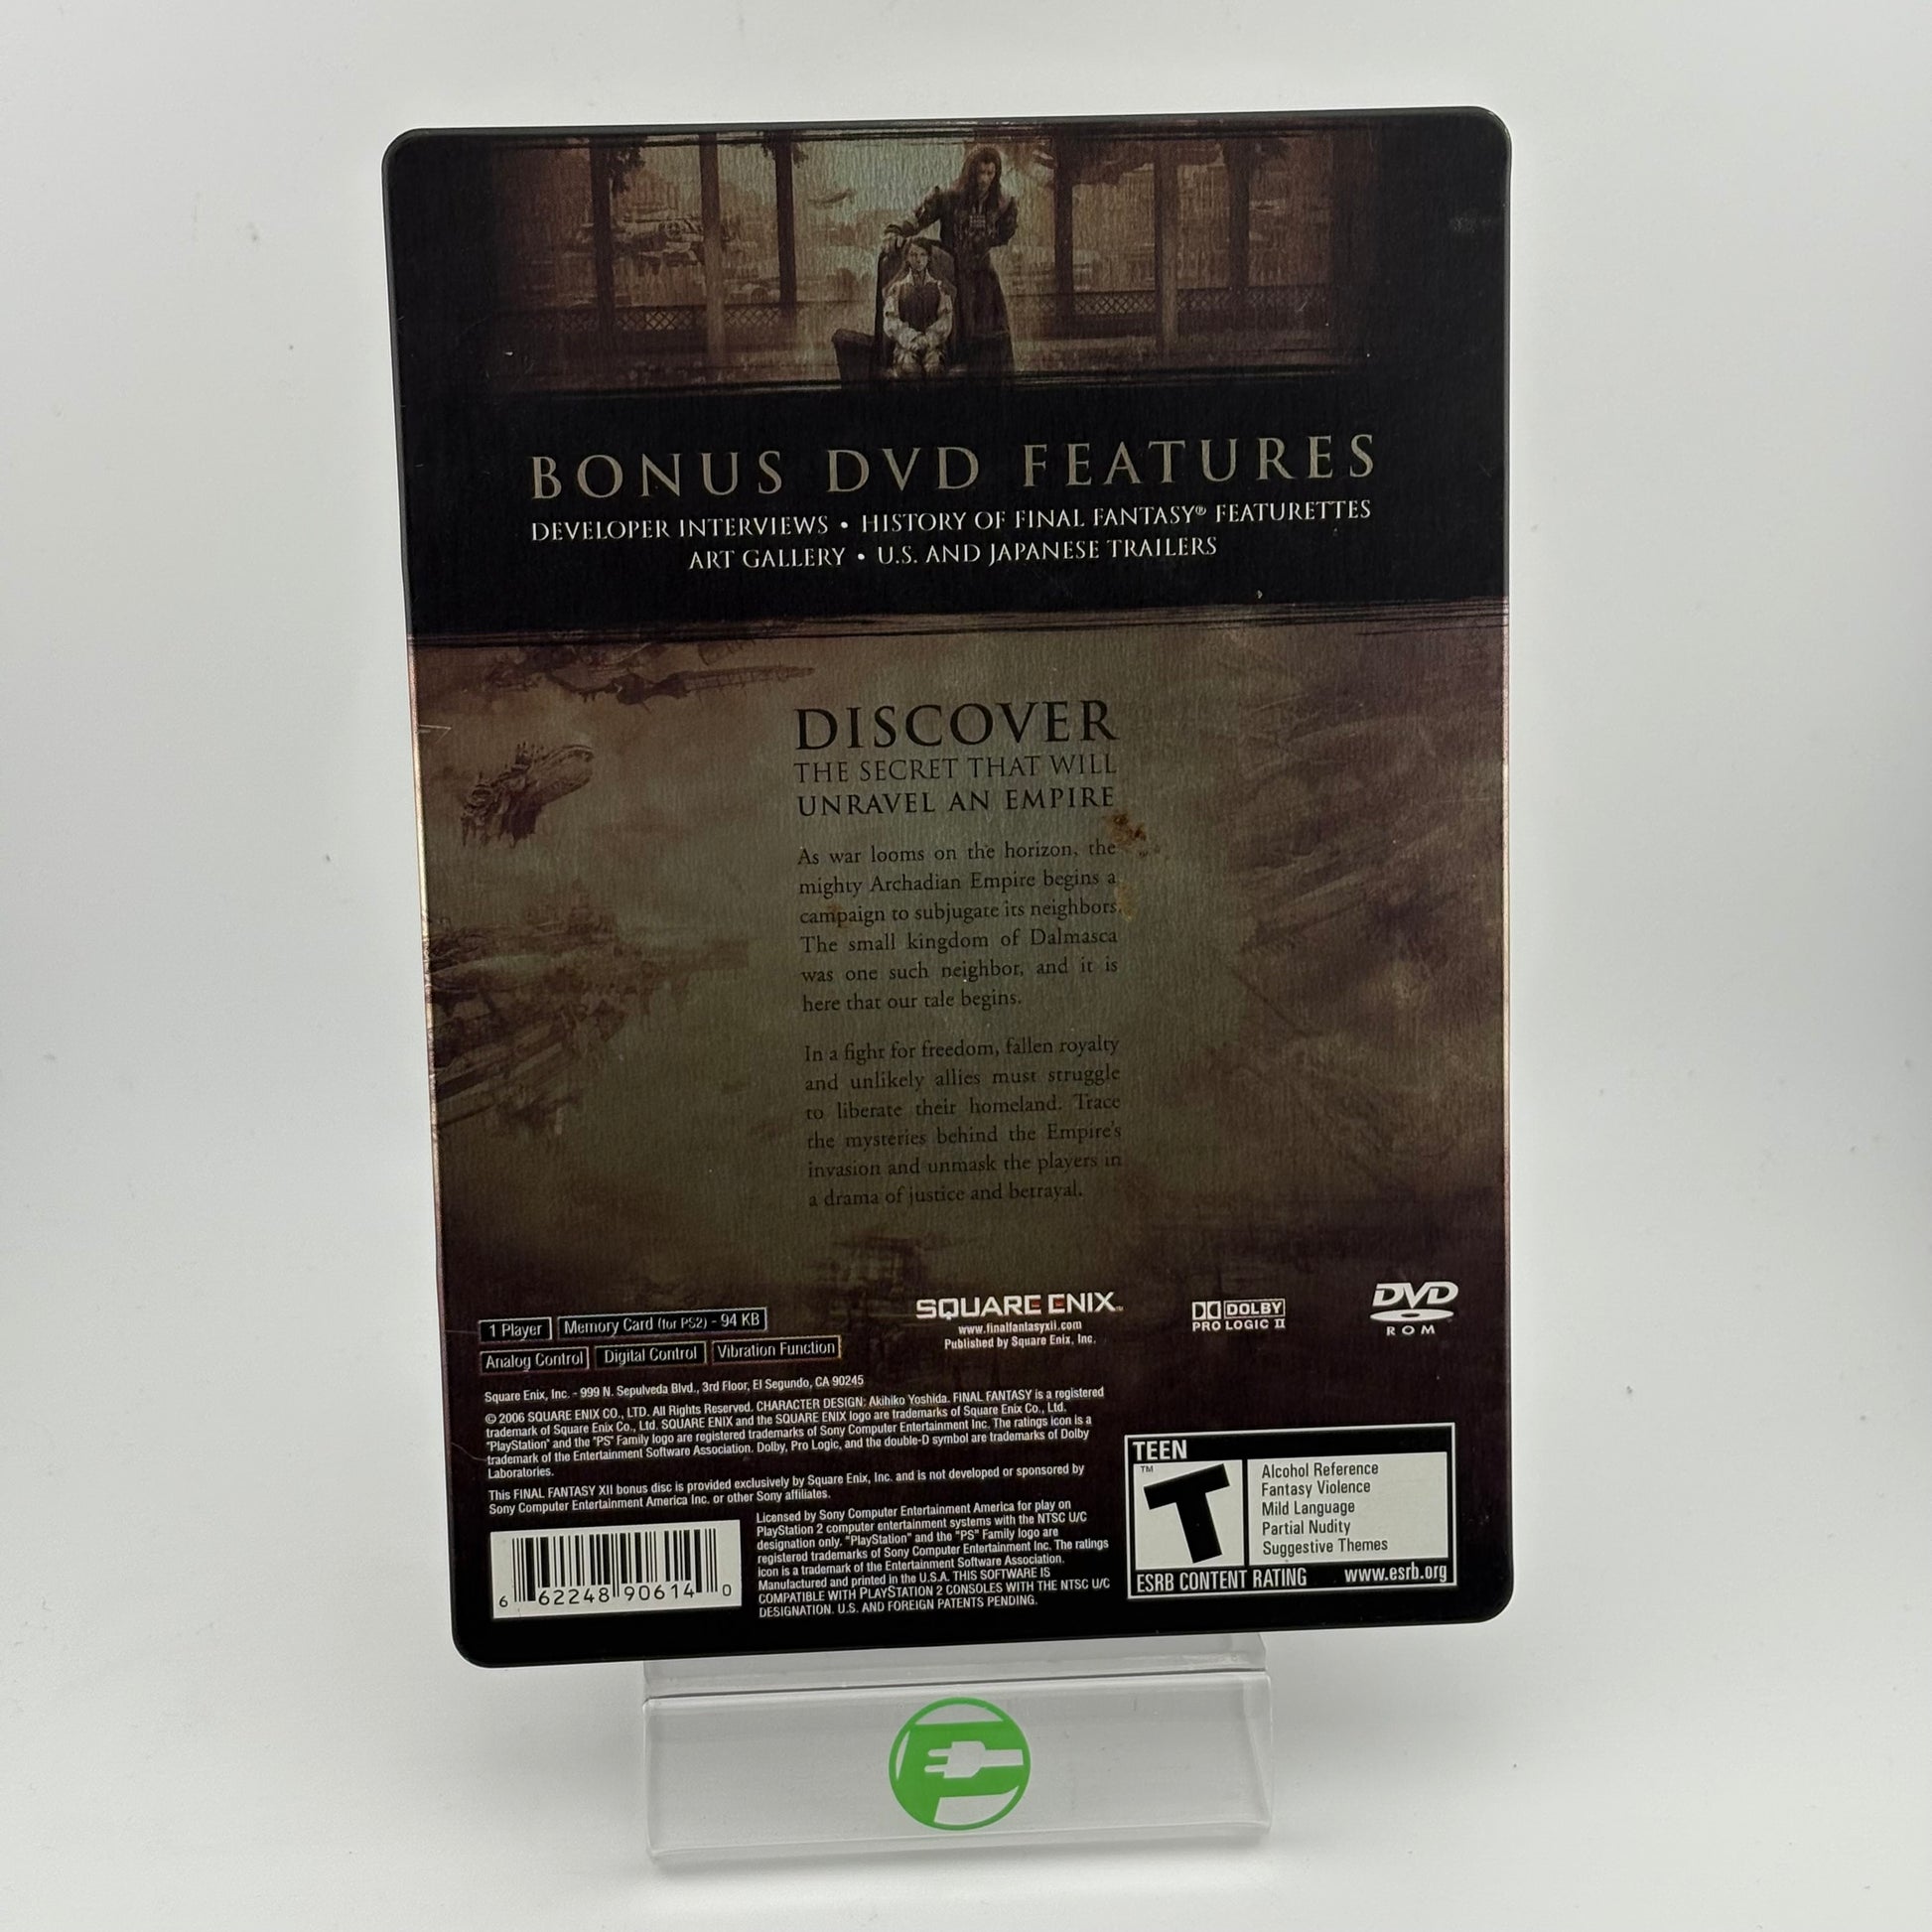 BONUS DVD FEATURES
DEVELOPER INTERVIEWS • HISTORY OF FINAL FANTASY® FEATURETTES
ART GALLERY • U.S. AND JAPANESE TRAILERS
DISCOVER
THE SECRET THAT WILL
UNRAVEL AN EMPIRE
As war looms on the horizon, the
mighty Archadian Empire begins a
campaign to subjugate its neighbors.
The small kingdom of Dalmasca
was one such neighbor, and it is
here that our tale begins.
In a fight for freedom, fallen royalty
and unlikely allies must struggle
to liberate their homeland. Trace
the mysteries behind the Empire's
invasion and unmask the players in
a drama of justice and betrayal.
1 Player
Memory Card (for PS2) - 94 KB
Analog Control
Digital Control
Vibration Function
SQUARE ENIX™
www.finalfantasyxii.com
Published by Square Enix, Inc.
DOLBY
PRO LOGIC II
DVD
ROM
Square Enix, Inc. - 999 N. Sepulveda Blvd., 3rd Floor, El Segundo, CA 90245
© 2006 SQUARE ENIX CO., LTD. All Rights Reserved. CHARACTER DESIGN: Akihiko Yoshida. FINAL FANTASY is a registered
trademark of Square Enix Co., Ltd. SQUARE ENIX and the SQUARE ENIX logo are trademarks of Square Enix Co., Ltd.
"PlayStation" and the "PS" Family logo are registered trademarks of Sony Computer Entertainment Inc. The ratings icon is a
trademark of the Entertainment Software Association. Dolby, Pro Logic, and the double-D symbol are trademarks of Dolby
Laboratories.
This FINAL FANTASY XII bonus disc is provided exclusively by Square Enix, Inc. and is not developed or sponsored by
Sony Computer Entertainment America Inc. or other Sony affiliates.
Licensed by Sony Computer Entertainment America for play on
PlayStation 2 computer entertainment systems with the NTSC U/C
designation only. "PlayStation" and the "PS" Family logo are
registered trademarks of Sony Computer Entertainment Inc. The ratings
icon is a trademark of the Entertainment Software Association.
Manufactured and printed in the U.S.A. THIS SOFTWARE IS
COMPATIBLE WITH PLAYSTATION 2 CONSOLES WITH THE NTSC U/C
DESIGNATION. U.S. AND FOREIGN PATENTS PENDING.
6 62248 90614 0
TEEN
T™
Alcohol Reference
Fantasy Violence
Mild Language
Partial Nudity
Suggestive Themes
ESRB CONTENT RATING www.esrb.org